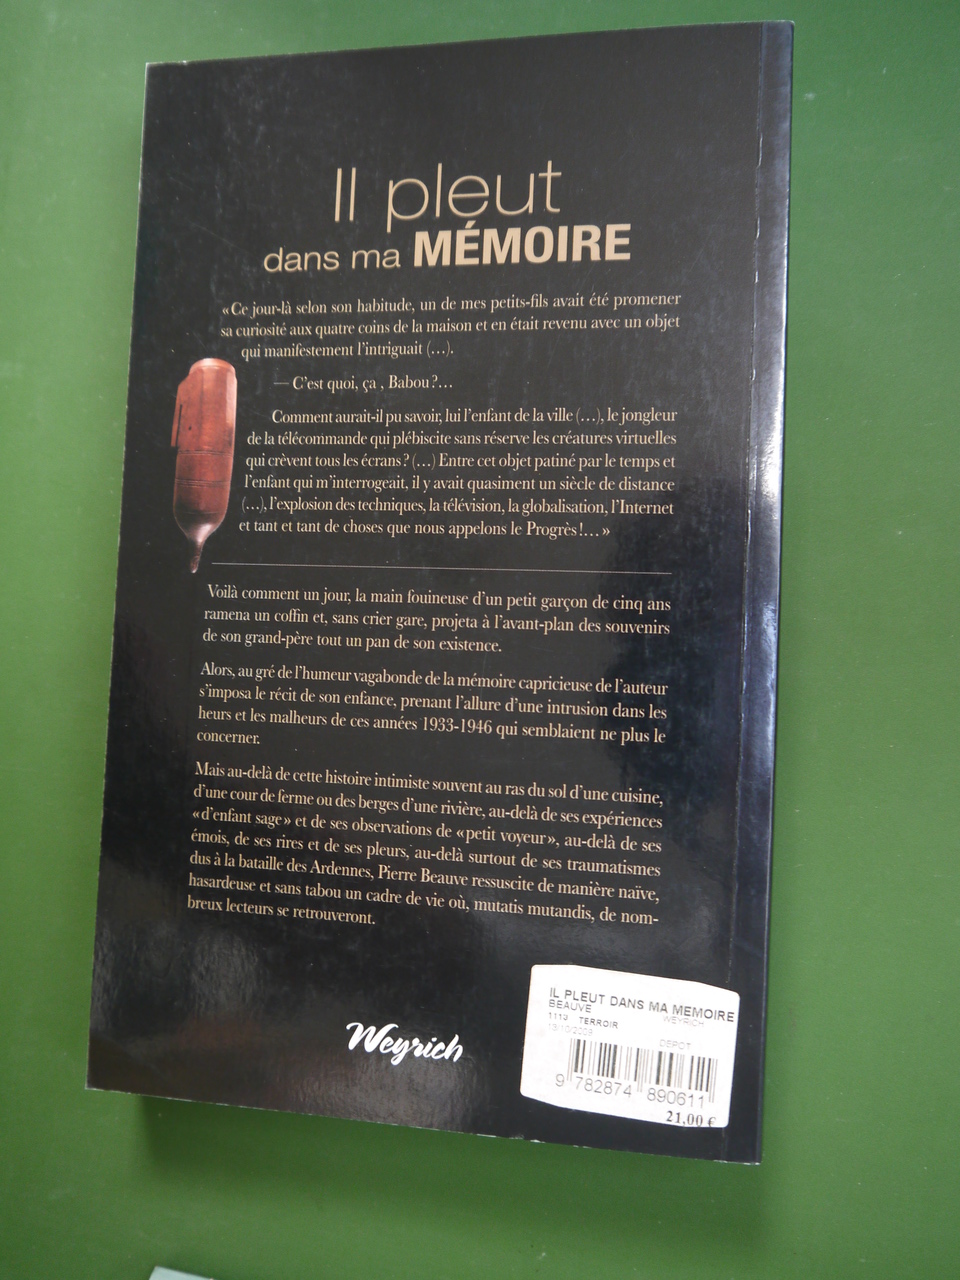 Il pleut
dans ma MÉMOIRE
« Ce jour-là selon son habitude, un de mes petits-fils avait été promener
sa curiosité aux quatre coins de la maison et en était revenu avec un objet
qui manifestement l'intriguait (…).
— C'est quoi, ça , Babou ?…
Comment aurait-il pu savoir, lui l'enfant de la ville (…), le jongleur
de la télécommande qui plébiscite sans réserve les créatures virtuelles
qui crèvent tous les écrans ? (…) Entre cet objet patiné par le temps et
l'enfant qui m'interrogeait, il y avait quasiment un siècle de distance
(…), l'explosion des techniques, la télévision, la globalisation, l'Internet
et tant et tant de choses que nous appelons le Progrès !… »
Voilà comment un jour, la main fouineuse d'un petit garçon de cinq ans
ramena un coffin et, sans crier gare, projeta à l'avant-plan des souvenirs
de son grand-père tout un pan de son existence.
Alors, au gré de l'humeur vagabonde de la mémoire capricieuse de l'auteur
s'imposa le récit de son enfance, prenant l'allure d'une intrusion dans les
heurs et les malheurs de ces années 1933-1946 qui semblaient ne plus le
concerner.
Mais au-delà de cette histoire intimiste souvent au ras du sol d'une cuisine,
d'une cour de ferme ou des berges d'une rivière, au-delà de ses expériences
« d'enfant sage » et de ses observations de « petit voyeur », au-delà de ses
émois, de ses rires et de ses pleurs, au-delà surtout de ses traumatismes
dus à la bataille des Ardennes, Pierre Beauve ressuscite de manière naïve,
hasardeuse et sans tabou un cadre de vie où, mutatis mutandis, de nom-
breux lecteurs se retrouveront.
Weyrich
IL PLEUT DANS MA MEMOIRE
BEAUVE WEYRICH
1113 TERROIR
13/10/2009
DEPOT
9 782874 890611
21,00 €